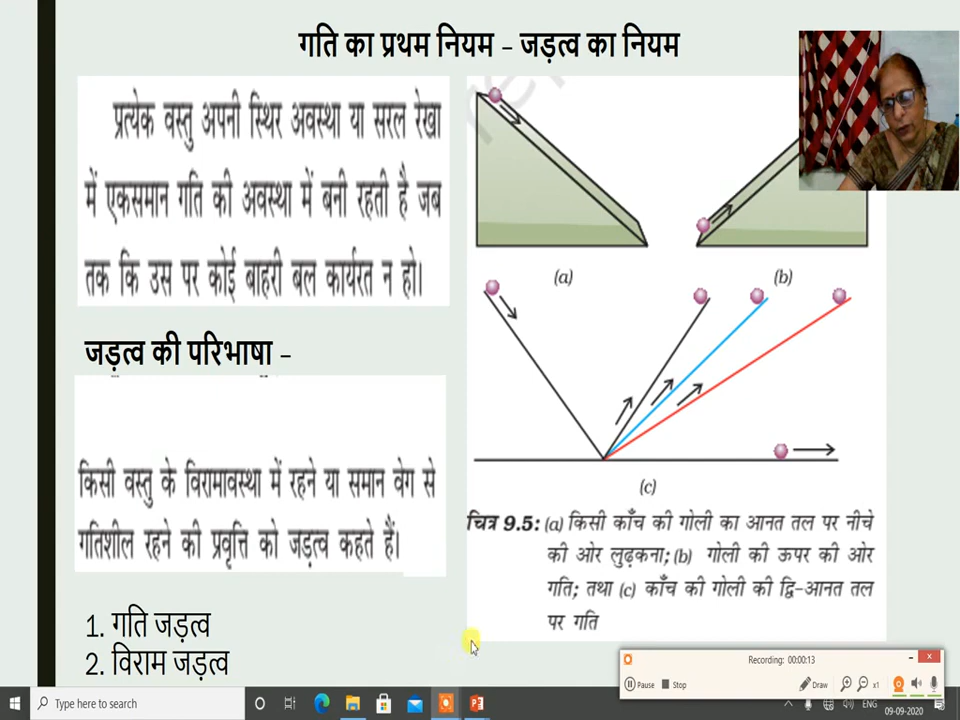 गति का प्रथम नियम – जड़त्व का नियम
प्रत्येक वस्तु अपनी स्थिर अवस्था या सरल रेखा
में एकसमान गति की अवस्था में बनी रहती है जब
तक कि उस पर कोई बाहरी बल कार्यरत न हो।
जड़त्व की परिभाषा –
किसी वस्तु के विरामावस्था में रहने या समान वेग से
गतिशील रहने की प्रवृत्ति को जड़त्व कहते हैं।
1. गति जड़त्व
2. विराम जड़त्व
(a)
(b)
(c)
चित्र 9.5: (a) किसी काँच की गोली का आनत तल पर नीचे
की ओर लुढ़कना; (b) गोली की ऊपर की ओर
गति; तथा (c) काँच की गोली की द्वि-आनत तल
पर गति
Recording: 00:00:13
Pause
Stop
Draw
x1
Type here to search
09-09-2020